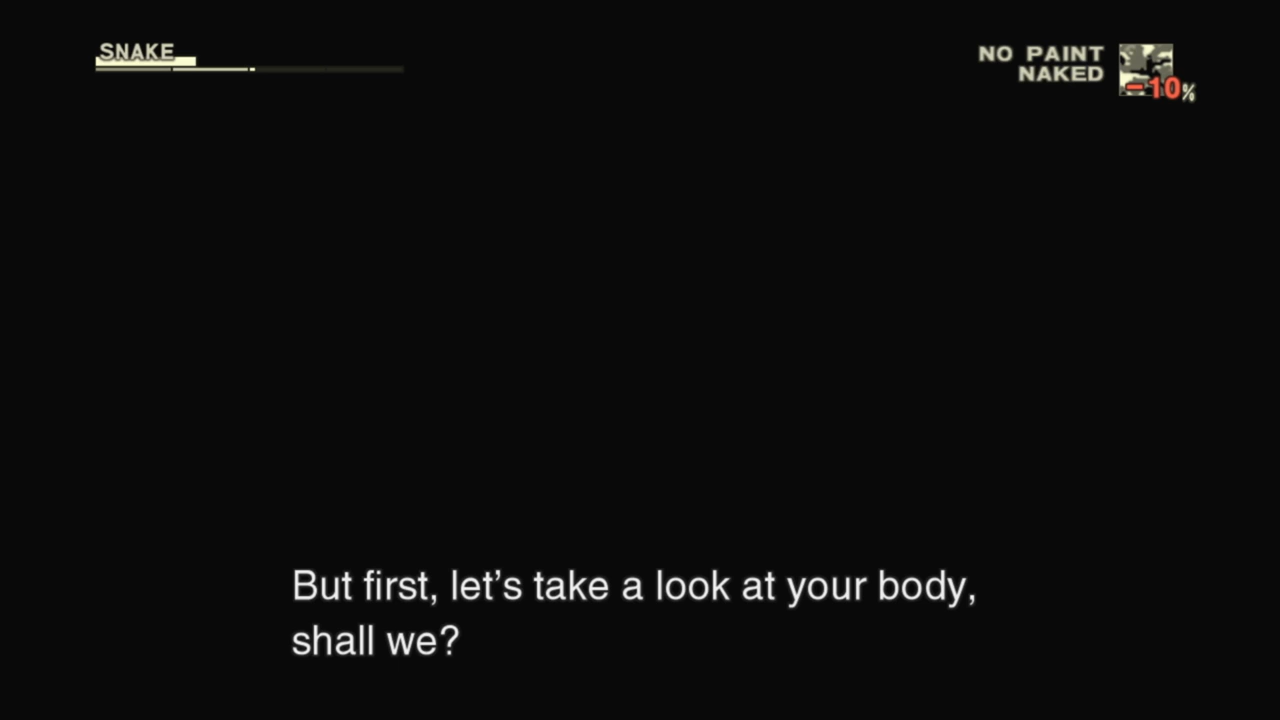 SNAKE
NO PAINT
NAKED
-10%
But first, let's take a look at your body,
shall we?